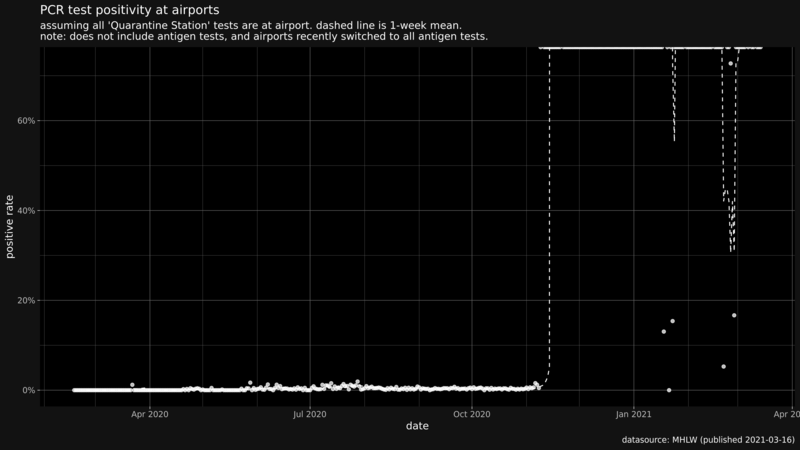 PCR test positivity at airports
assuming all 'Quarantine Station' tests are at airport. dashed line is 1-week mean.
note: does not include antigen tests, and airports recently switched to all antigen tests.
positive rate
60%
40%
20%
0%
Apr 2020
Jul 2020
Oct 2020
Jan 2021
Apr 20
date
datasource: MHLW (published 2021-03-16)